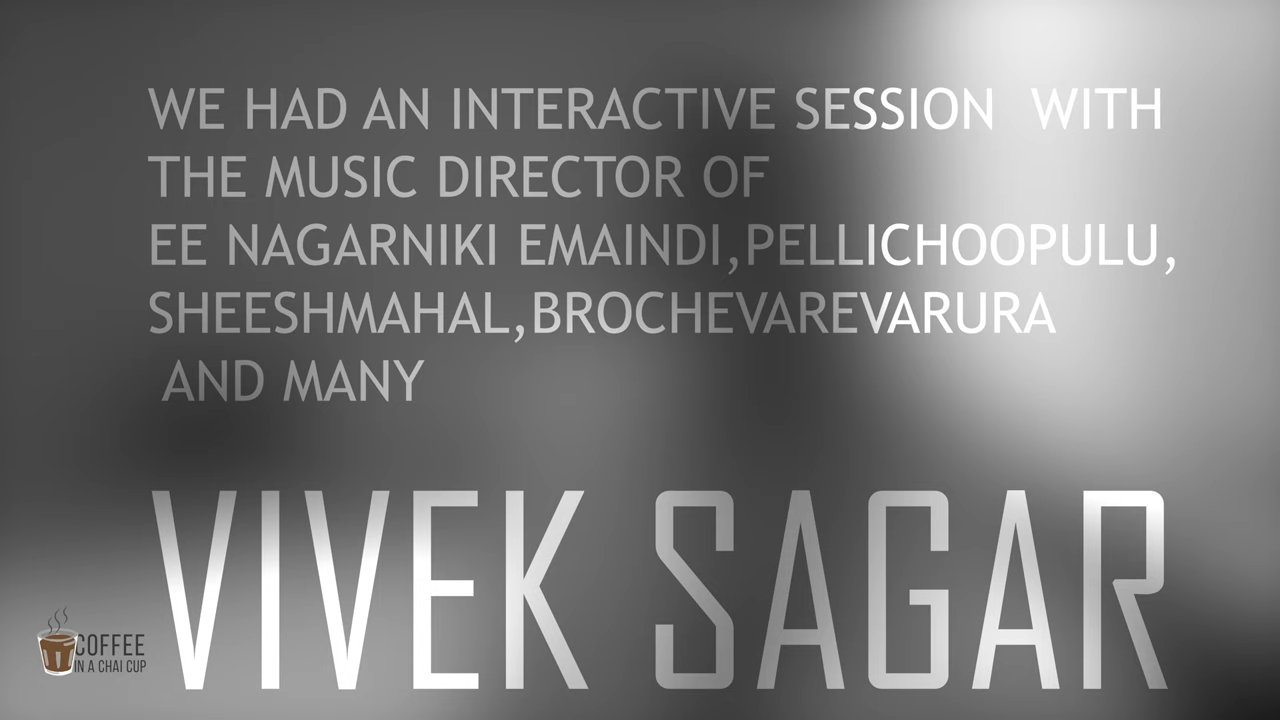 WE HAD AN INTERACTIVE SESSION  WITH
THE MUSIC DIRECTOR OF
EE NAGARNIKI EMAINDI,PELLICHOOPULU,
SHEESHMAHAL,BROCHEVAREVARURA
AND MANY
VIVEK SAGAR
COFFEE
IN A CHAI CUP